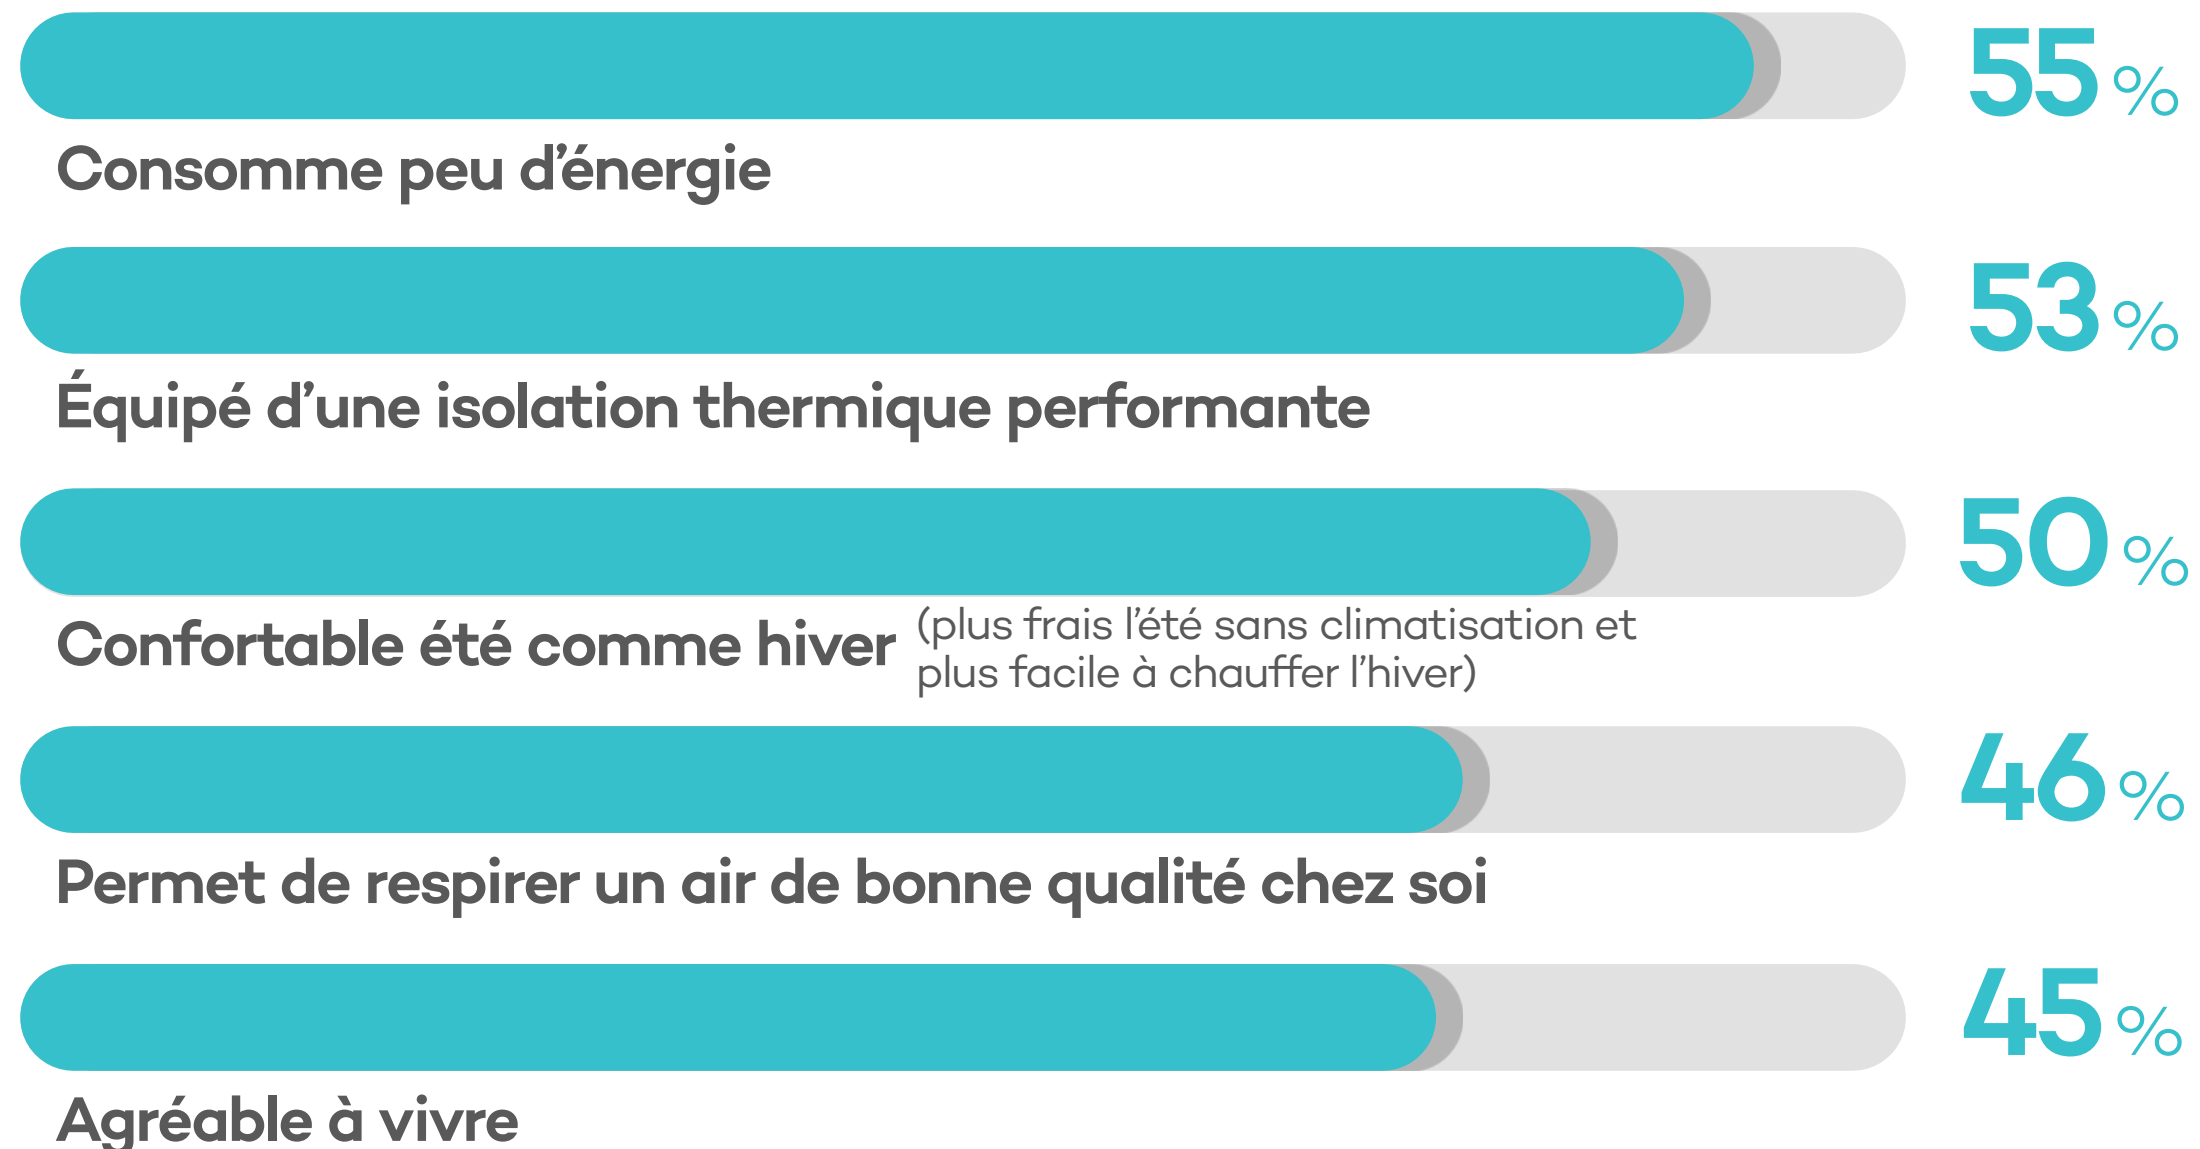 55 %
Consomme peu d’énergie
53 %
Équipé d’une isolation thermique performante
50 %
Confortable été comme hiver (plus frais l’été sans climatisation et
plus facile à chauffer l’hiver)
46 %
Permet de respirer un air de bonne qualité chez soi
45 %
Agréable à vivre